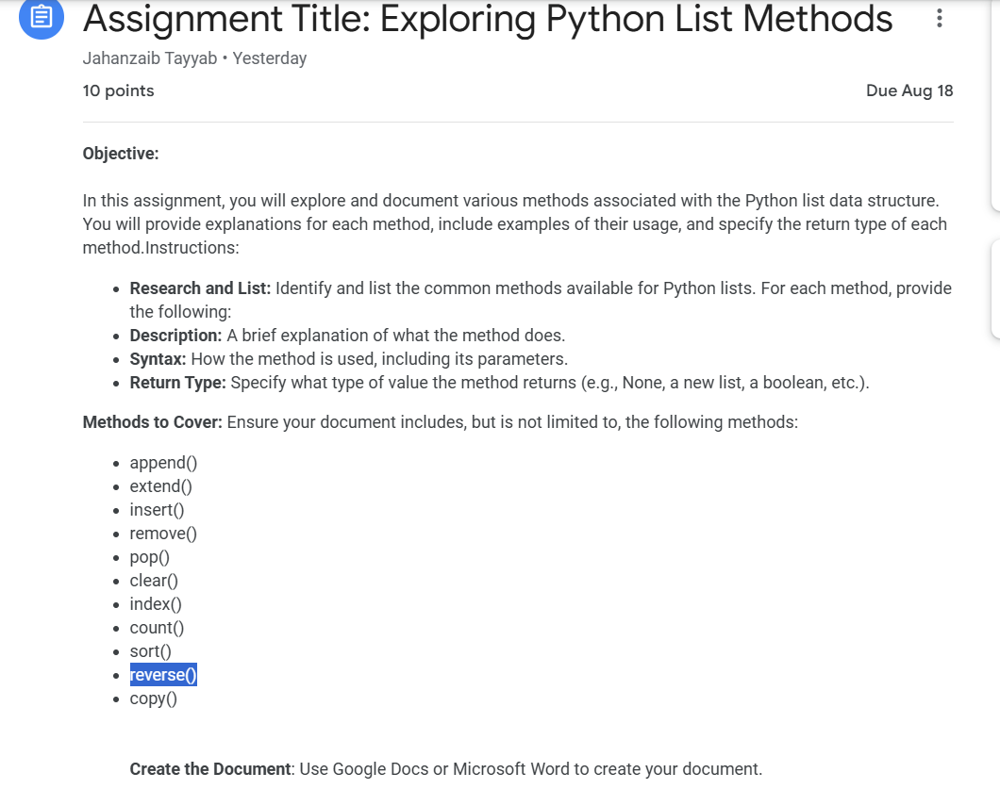 Assignment Title: Exploring Python List Methods
Jahanzaib Tayyab • Yesterday
10 points
Due Aug 18
Objective:
In this assignment, you will explore and document various methods associated with the Python list data structure.
You will provide explanations for each method, include examples of their usage, and specify the return type of each
method.Instructions:
• Research and List: Identify and list the common methods available for Python lists. For each method, provide
the following:
• Description: A brief explanation of what the method does.
• Syntax: How the method is used, including its parameters.
• Return Type: Specify what type of value the method returns (e.g., None, a new list, a boolean, etc.).
Methods to Cover: Ensure your document includes, but is not limited to, the following methods:
• append()
• extend()
• insert()
• remove()
• pop()
• clear()
• index()
• count()
• sort()
• reverse()
• copy()
Create the Document: Use Google Docs or Microsoft Word to create your document.